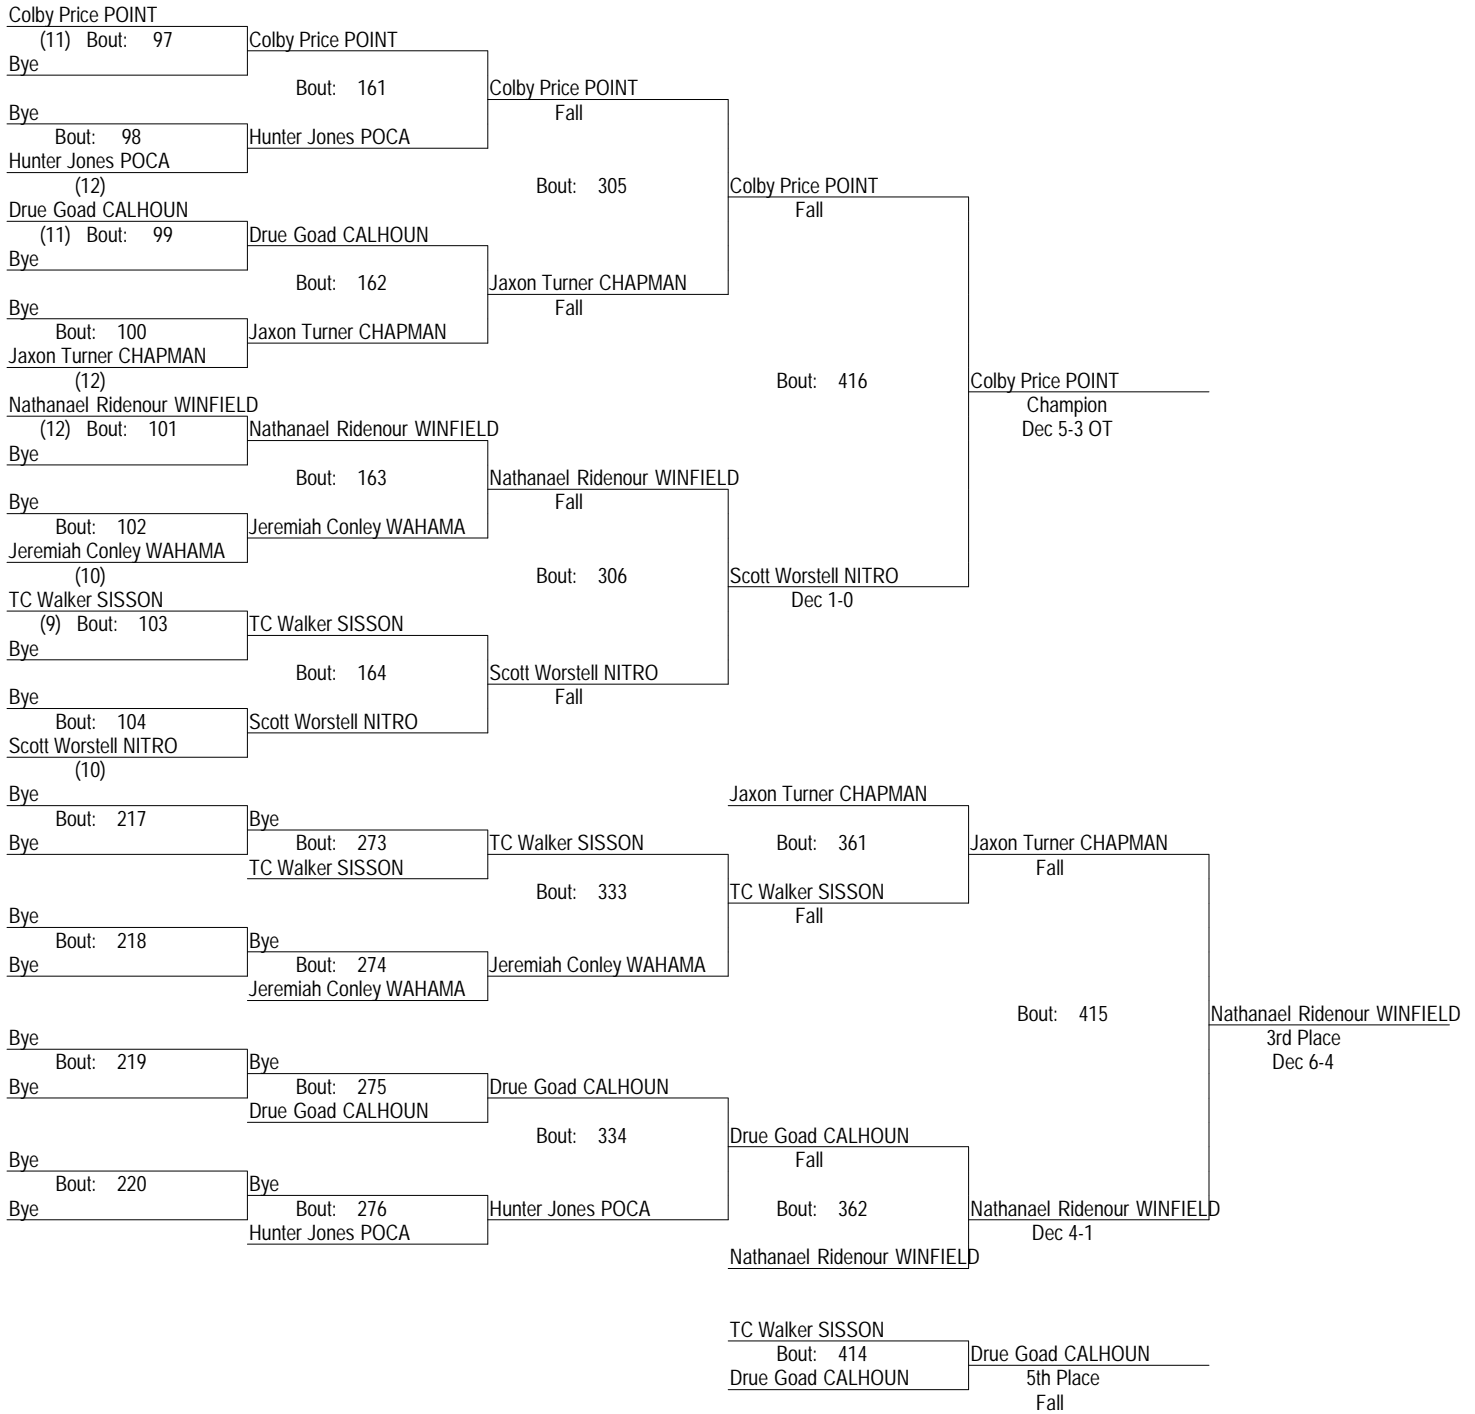 Colby Price POINT
(11) Bout: 97
Bye
Colby Price POINT
Bout: 161
Colby Price POINT
Fall
Bye
Bout: 98
Hunter Jones POCA
Hunter Jones POCA
(12)
Bout: 305
Colby Price POINT
Fall
Drue Goad CALHOUN
(11) Bout: 99
Bye
Drue Goad CALHOUN
Bout: 162
Jaxon Turner CHAPMAN
Fall
Bye
Bout: 100
Jaxon Turner CHAPMAN
Jaxon Turner CHAPMAN
(12)
Bout: 416
Colby Price POINT
Champion
Dec 5-3 OT
Nathanael Ridenour WINFIELD
(12) Bout: 101
Bye
Nathanael Ridenour WINFIELD
Bout: 163
Nathanael Ridenour WINFIELD
Fall
Bye
Bout: 102
Jeremiah Conley WAHAMA
Jeremiah Conley WAHAMA
(10)
Bout: 306
Scott Worstell NITRO
Dec 1-0
TC Walker SISSON
(9) Bout: 103
Bye
TC Walker SISSON
Bout: 164
Scott Worstell NITRO
Fall
Bye
Bout: 104
Scott Worstell NITRO
Scott Worstell NITRO
(10)
Bye
Bout: 217
Bye
Bye
Bout: 273
TC Walker SISSON
TC Walker SISSON
Jaxon Turner CHAPMAN
Bout: 361
Jaxon Turner CHAPMAN
Fall
Bout: 333
TC Walker SISSON
Fall
Bye
Bout: 218
Bye
Bye
Bout: 274
Jeremiah Conley WAHAMA
Jeremiah Conley WAHAMA
Bout: 415
Nathanael Ridenour WINFIELD
3rd Place
Dec 6-4
Bye
Bout: 219
Bye
Bye
Bout: 275
Drue Goad CALHOUN
Drue Goad CALHOUN
Bout: 334
Drue Goad CALHOUN
Fall
Bye
Bout: 220
Bye
Bye
Bout: 276
Hunter Jones POCA
Hunter Jones POCA
Bout: 362
Nathanael Ridenour WINFIELD
Dec 4-1
Nathanael Ridenour WINFIELD
TC Walker SISSON
Bout: 414
Drue Goad CALHOUN
Drue Goad CALHOUN
5th Place
Fall